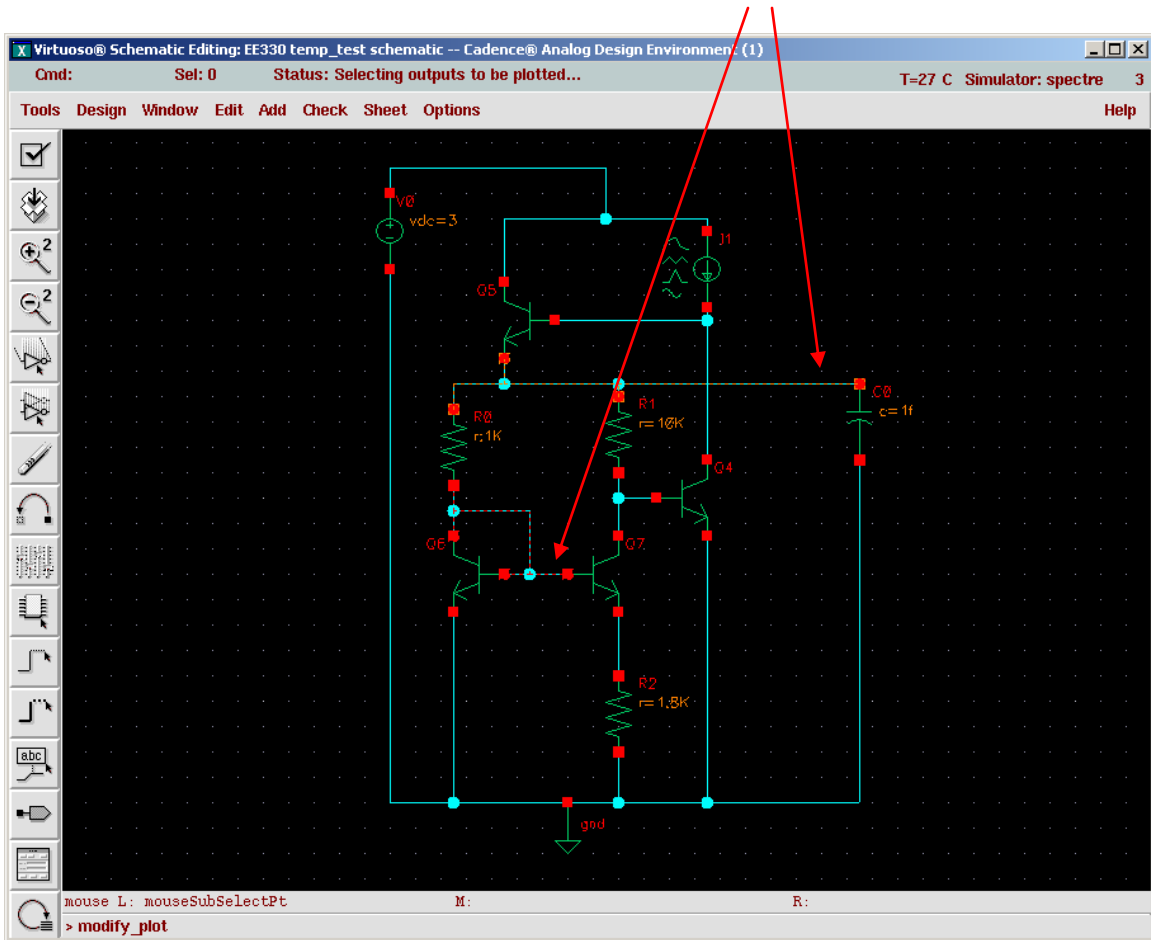 Virtuoso® Schematic Editing: EE330 temp_test schematic -- Cadence® Analog Design Environment (1)
Cmd: Sel: 0 Status: Selecting outputs to be plotted... T=27 C Simulator: spectre 3
Tools Design Window Edit Add Check Sheet Options Help
V0
vdc=3
I1
Q5
C0
c=1f
R0
r:1K
R1
r=10K
Q4
Q6
Q7
R2
r=1.8K
gnd
2
2
abc
mouse L: mouseSubSelectPt M: R:
> modify_plot